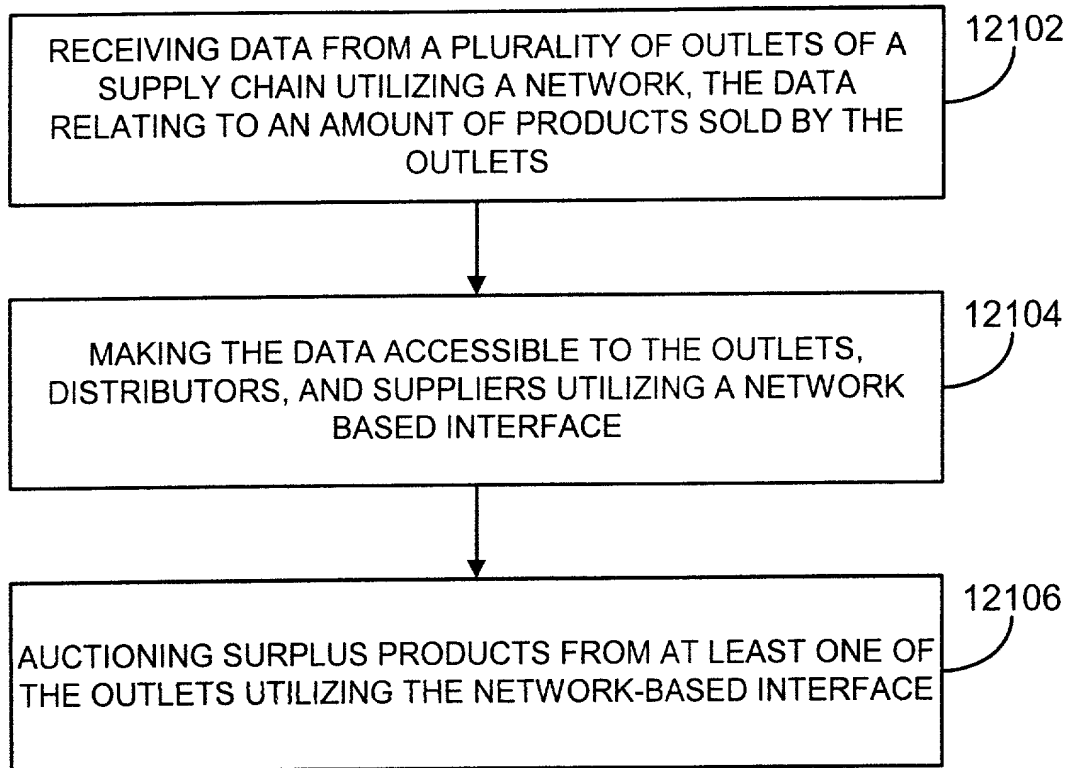 RECEIVING DATA FROM A PLURALITY OF OUTLETS OF A
SUPPLY CHAIN UTILIZING A NETWORK, THE DATA
RELATING TO AN AMOUNT OF PRODUCTS SOLD BY THE
OUTLETS
12102
MAKING THE DATA ACCESSIBLE TO THE OUTLETS,
DISTRIBUTORS, AND SUPPLIERS UTILIZING A NETWORK
BASED INTERFACE
12104
AUCTIONING SURPLUS PRODUCTS FROM AT LEAST ONE OF
THE OUTLETS UTILIZING THE NETWORK-BASED INTERFACE
12106